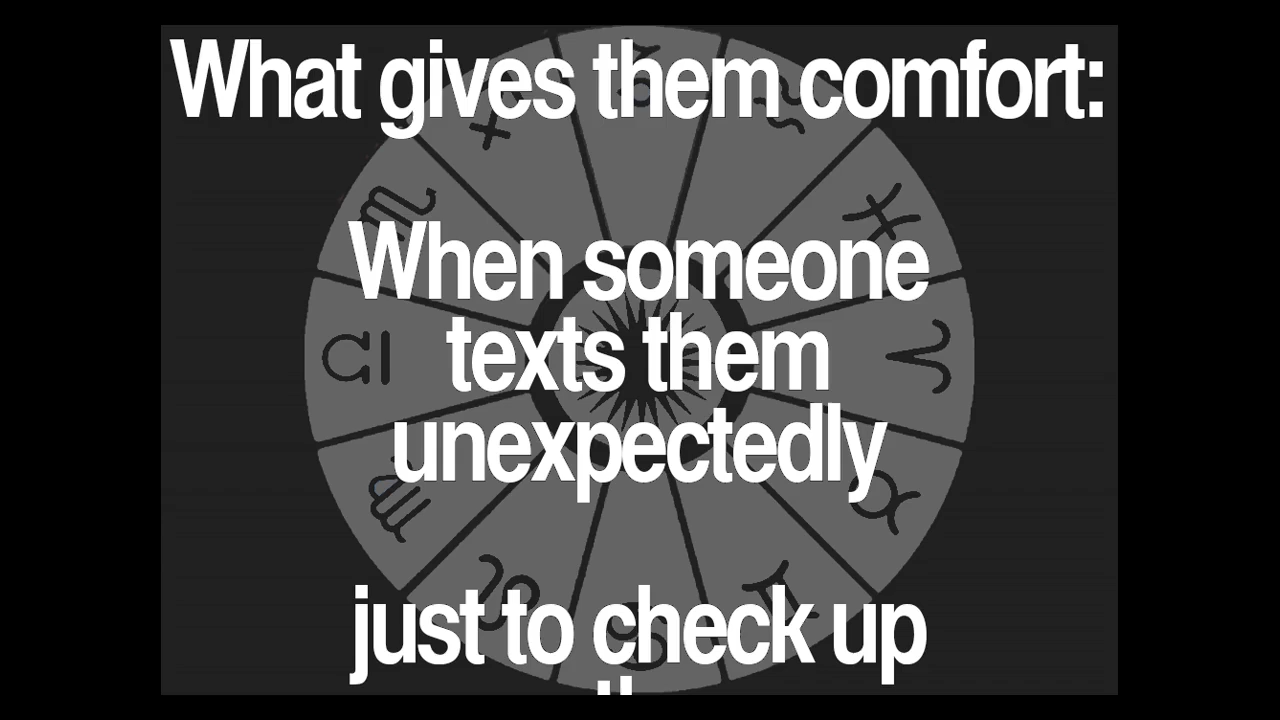 What gives them comfort:
When someone
texts them
unexpectedly
just to check up